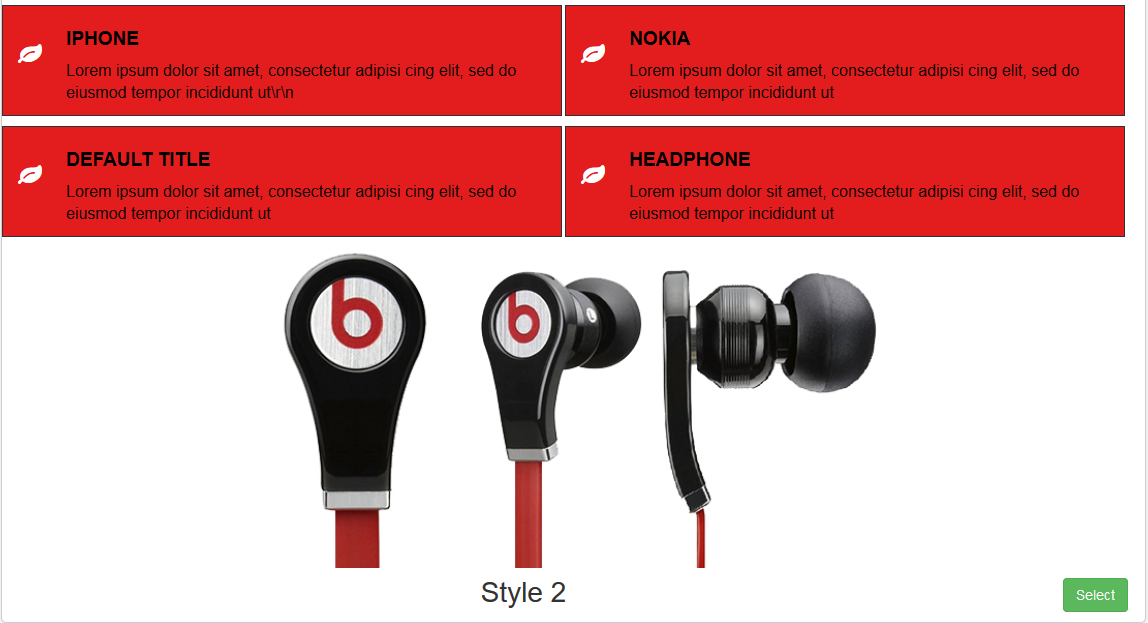 IPHONE
Lorem ipsum dolor sit amet, consectetur adipisi cing elit, sed do
eiusmod tempor incididunt ut\r\n
NOKIA
Lorem ipsum dolor sit amet, consectetur adipisi cing elit, sed do
eiusmod tempor incididunt ut
DEFAULT TITLE
Lorem ipsum dolor sit amet, consectetur adipisi cing elit, sed do
eiusmod tempor incididunt ut
HEADPHONE
Lorem ipsum dolor sit amet, consectetur adipisi cing elit, sed do
eiusmod tempor incididunt ut
b
b
L
Style 2
Select